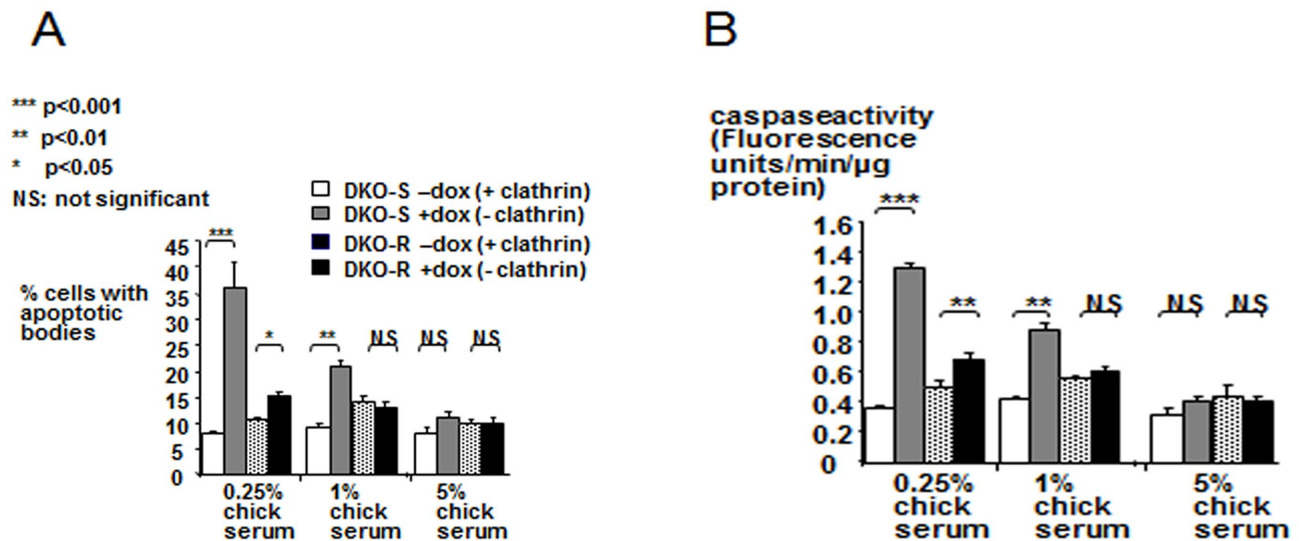 A
*** p<0.001
** p<0.01
* p<0.05
NS: not significant
DKO-S –dox (+ clathrin)
DKO-S +dox (- clathrin)
DKO-R –dox (+ clathrin)
DKO-R +dox (- clathrin)
% cells with
apoptotic
bodies
45
40
35
30
25
20
15
10
5
0
***
*
**
NS
NS
NS
0.25%
chick
serum
1%
chick
serum
5%
chick
serum
B
caspaseactivity
(Fluorescence
units/min/µg
protein)
1.6
1.4
1.2
1.0
0.8
0.6
0.4
0.2
0
***
**
**
NS
NS
NS
0.25%
chick
serum
1%
chick
serum
5%
chick
serum